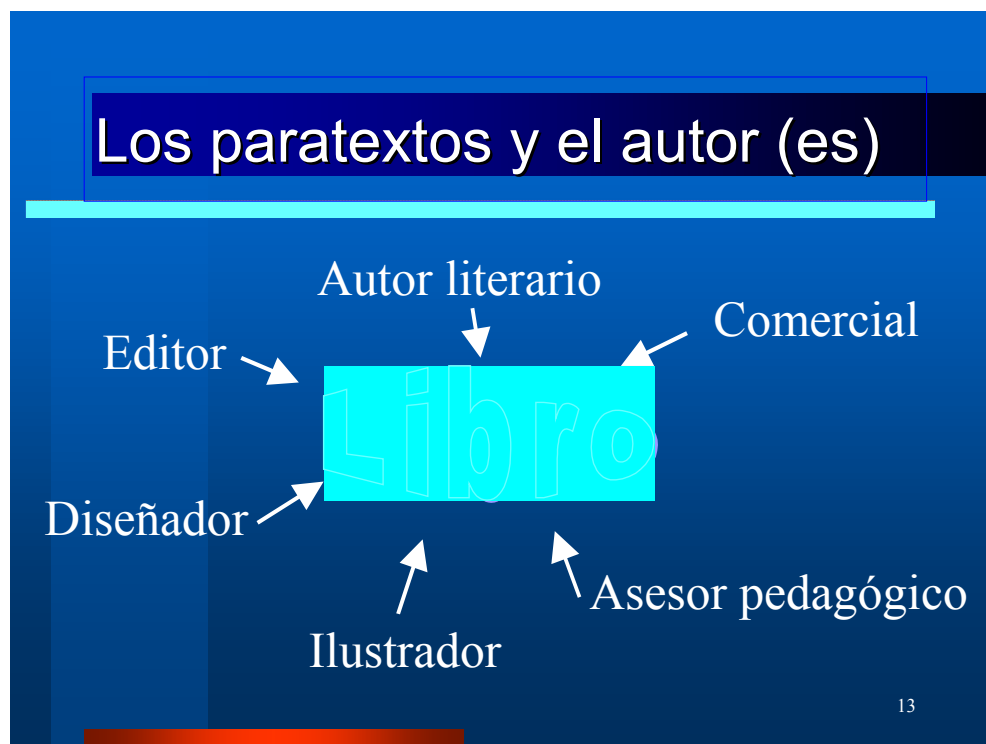 Los paratextos y el autor (es)
Autor literario
Comercial
Editor
Libro
Diseñador
Asesor pedagógico
Ilustrador
13